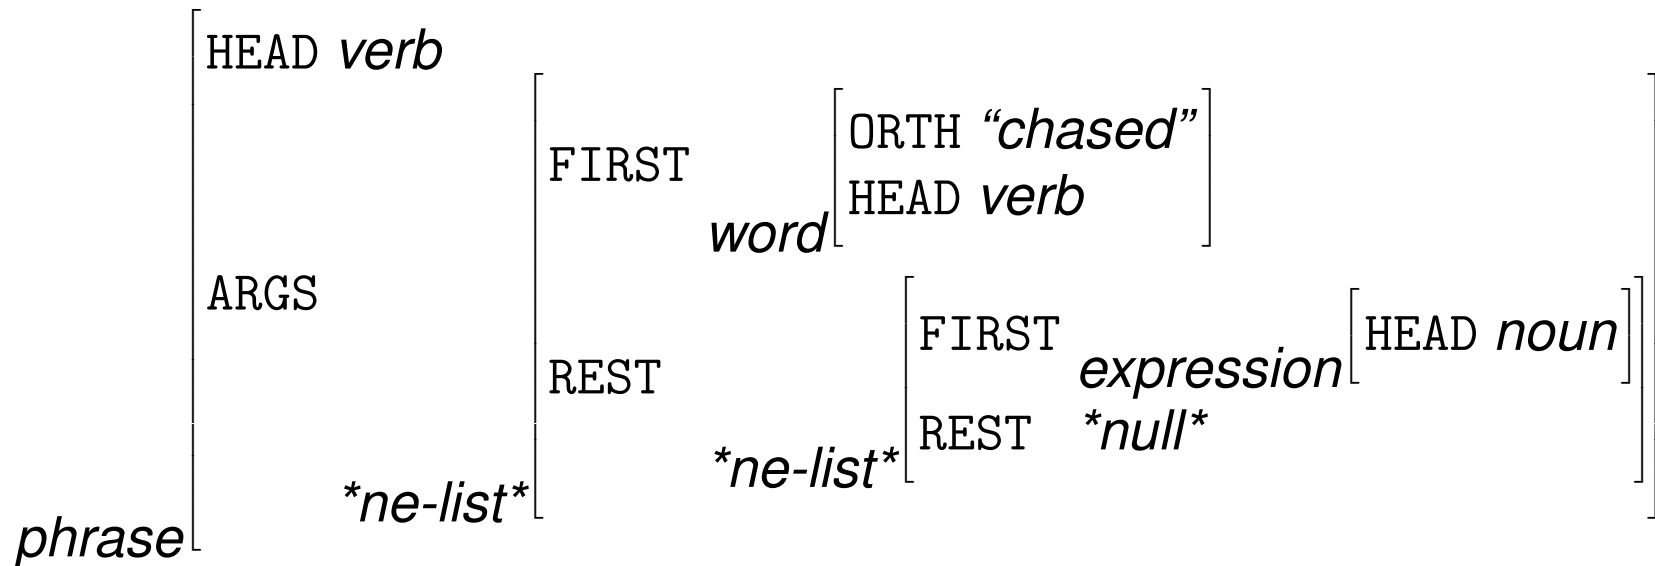 HEAD verb
ORTH “chased”
FIRST
HEAD verb
word
ARGS
FIRST HEAD noun
expression
REST
REST *null*
*ne-list*
*ne-list*
phrase